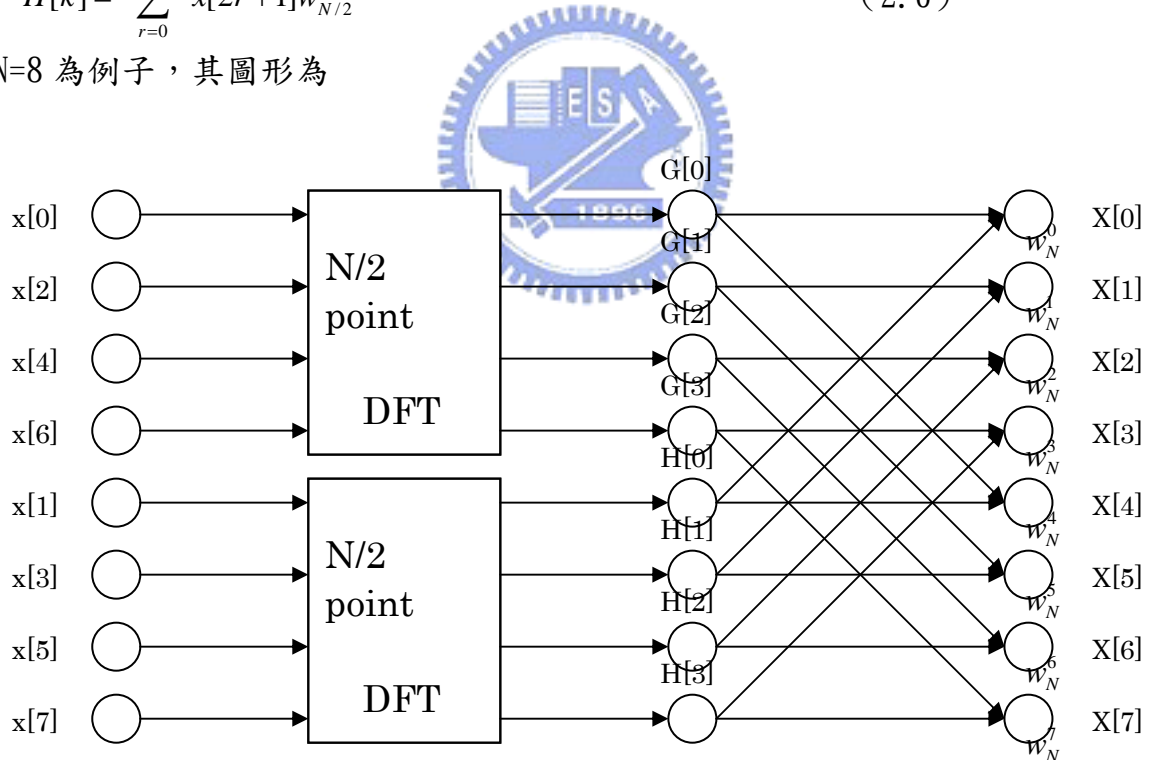 H[k] = ∑ x[2r+1]w_{N/2} (2.6)
r=0
N=8 為例子，其圖形為
E S A
1896
G[0]
x[0] X[0]
w_N^0
G[1]
x[2] N/2 X[1]
w_N^1
point
G[2]
x[4] X[2]
w_N^2
G[3]
x[6] DFT X[3]
w_N^3
H[0]
x[1] X[4]
w_N^4
H[1]
x[3] N/2 X[5]
w_N^5
point
H[2]
x[5] X[6]
w_N^6
H[3]
x[7] DFT X[7]
w_N^7